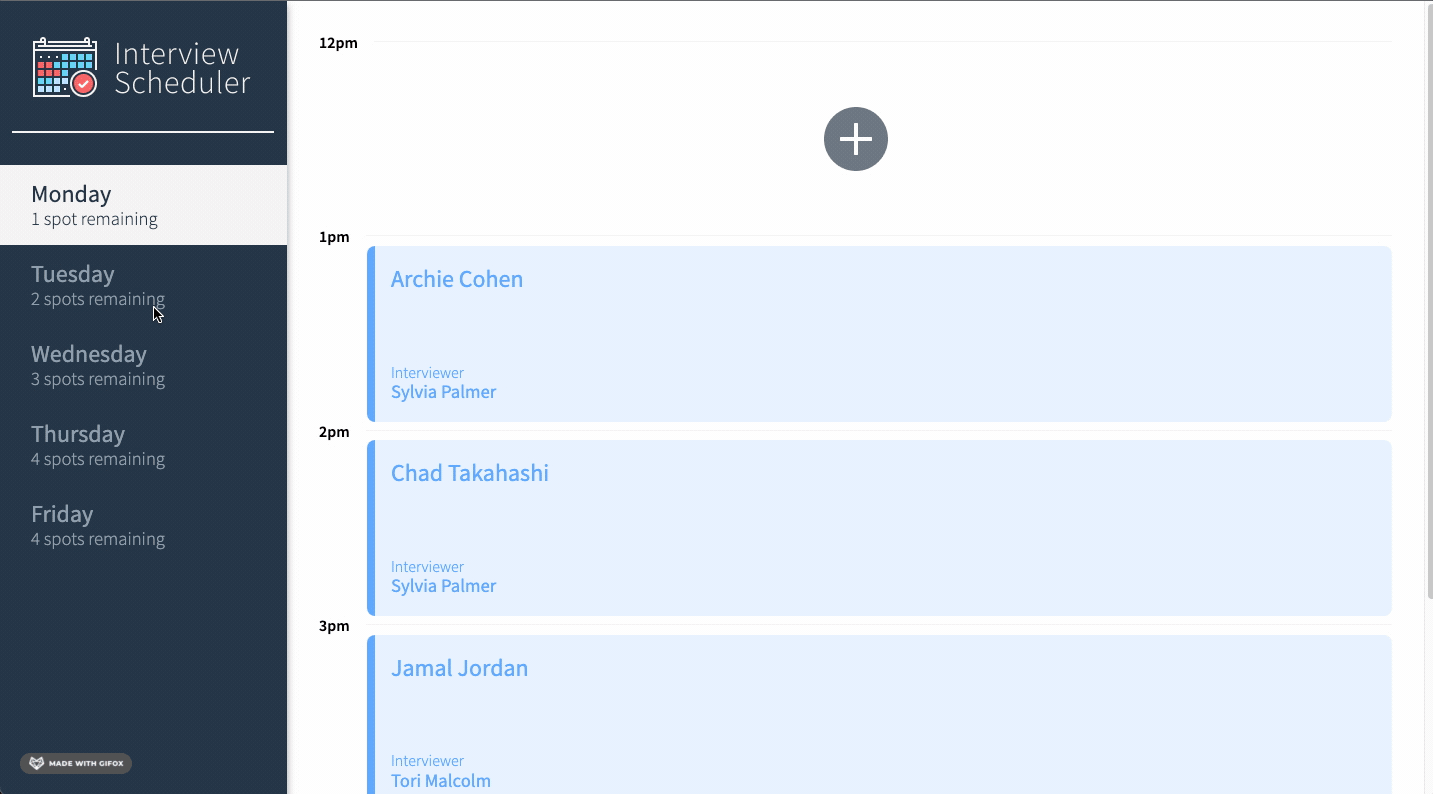 Interview
Scheduler
Monday
1 spot remaining
Tuesday
2 spots remaining
Wednesday
3 spots remaining
Thursday
4 spots remaining
Friday
4 spots remaining
MADE WITH GIFOX
12pm
1pm
Archie Cohen
Interviewer
Sylvia Palmer
2pm
Chad Takahashi
Interviewer
Sylvia Palmer
3pm
Jamal Jordan
Interviewer
Tori Malcolm